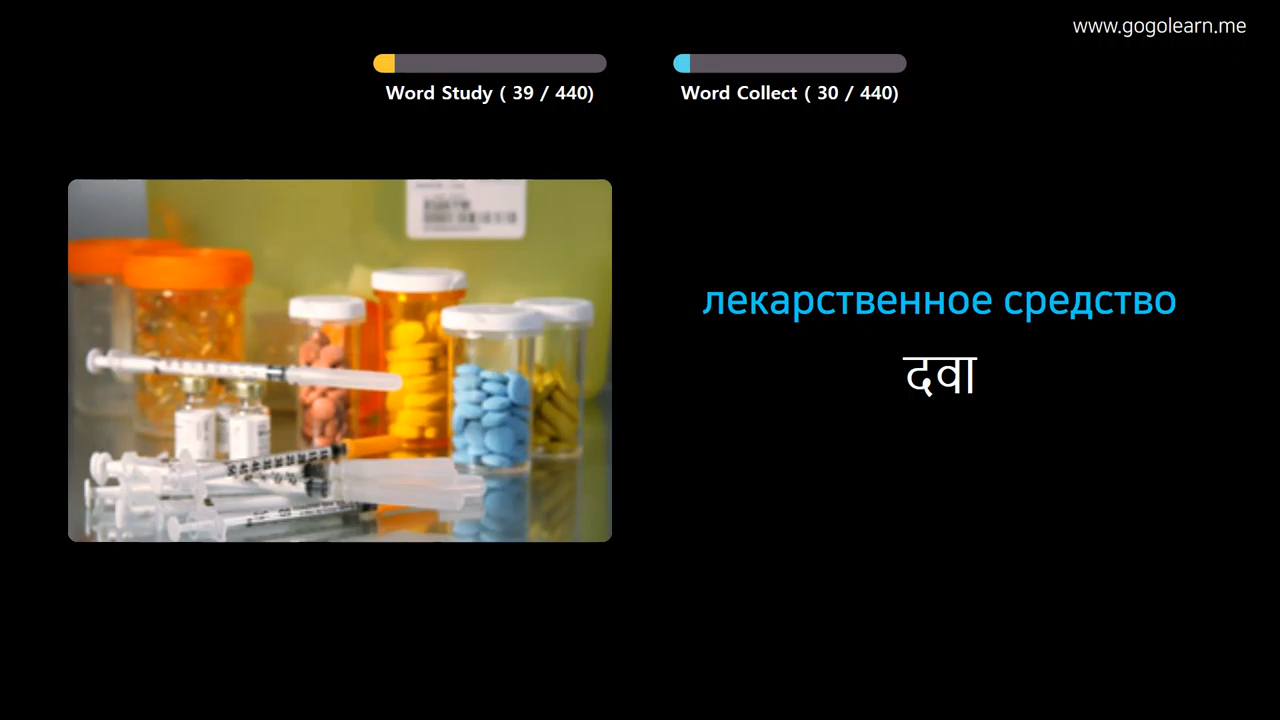 www.gogolearn.me
Word Study ( 39 / 440)
Word Collect ( 30 / 440)
лекарственное средство
दवा